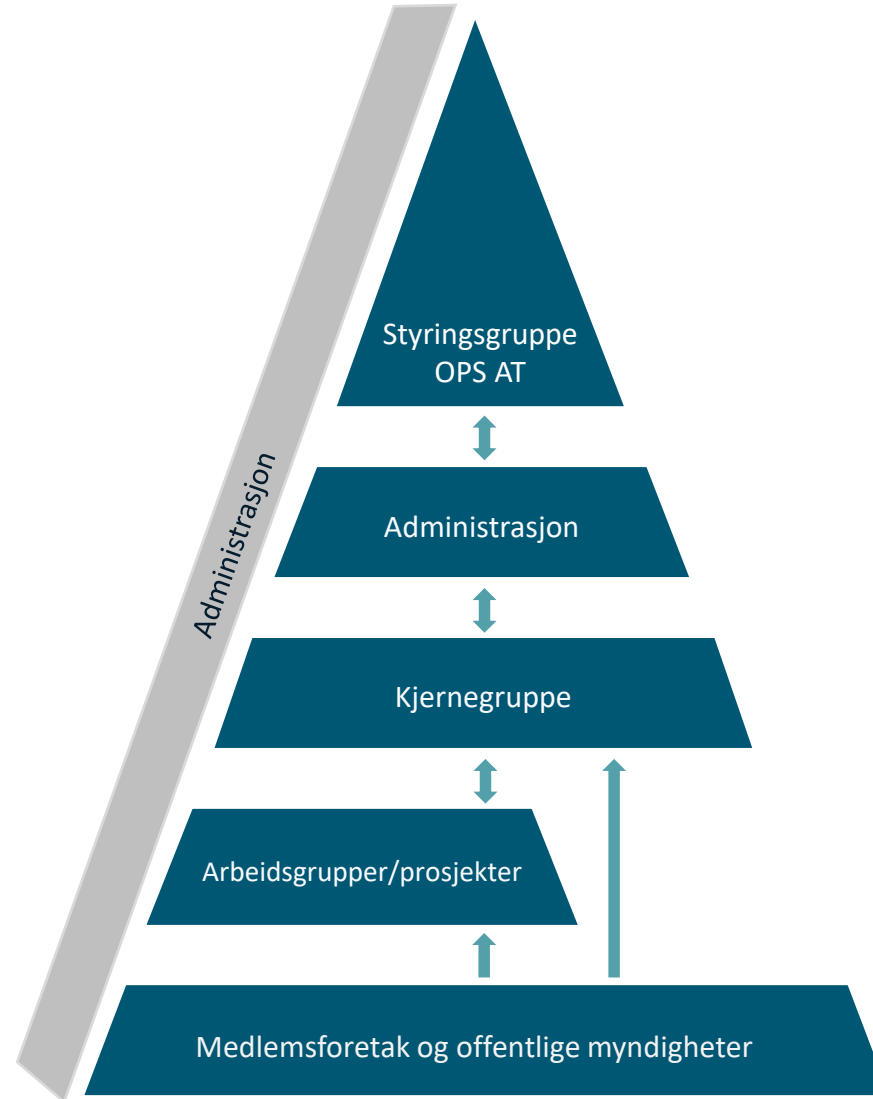 Styringsgruppe
OPS AT
Administrasjon
Administrasjon
Kjernegruppe
Arbeidsgrupper/prosjekter
Medlemsforetak og offentlige myndigheter